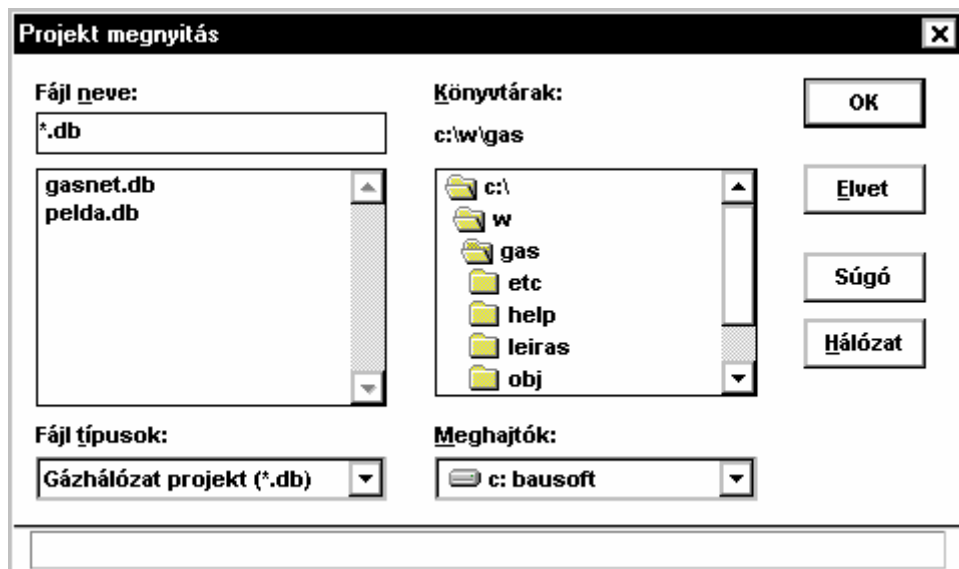 Projekt megnyitás
Fájl neve:
*.db
gasnet.db
pelda.db
Fájl típusok:
Gázhálózat projekt (*.db)
Könyvtárak:
c:\w\gas
c:\
w
gas
etc
help
leiras
obj
Meghajtók:
c: bausoft
OK
Elvet
Súgó
Hálózat